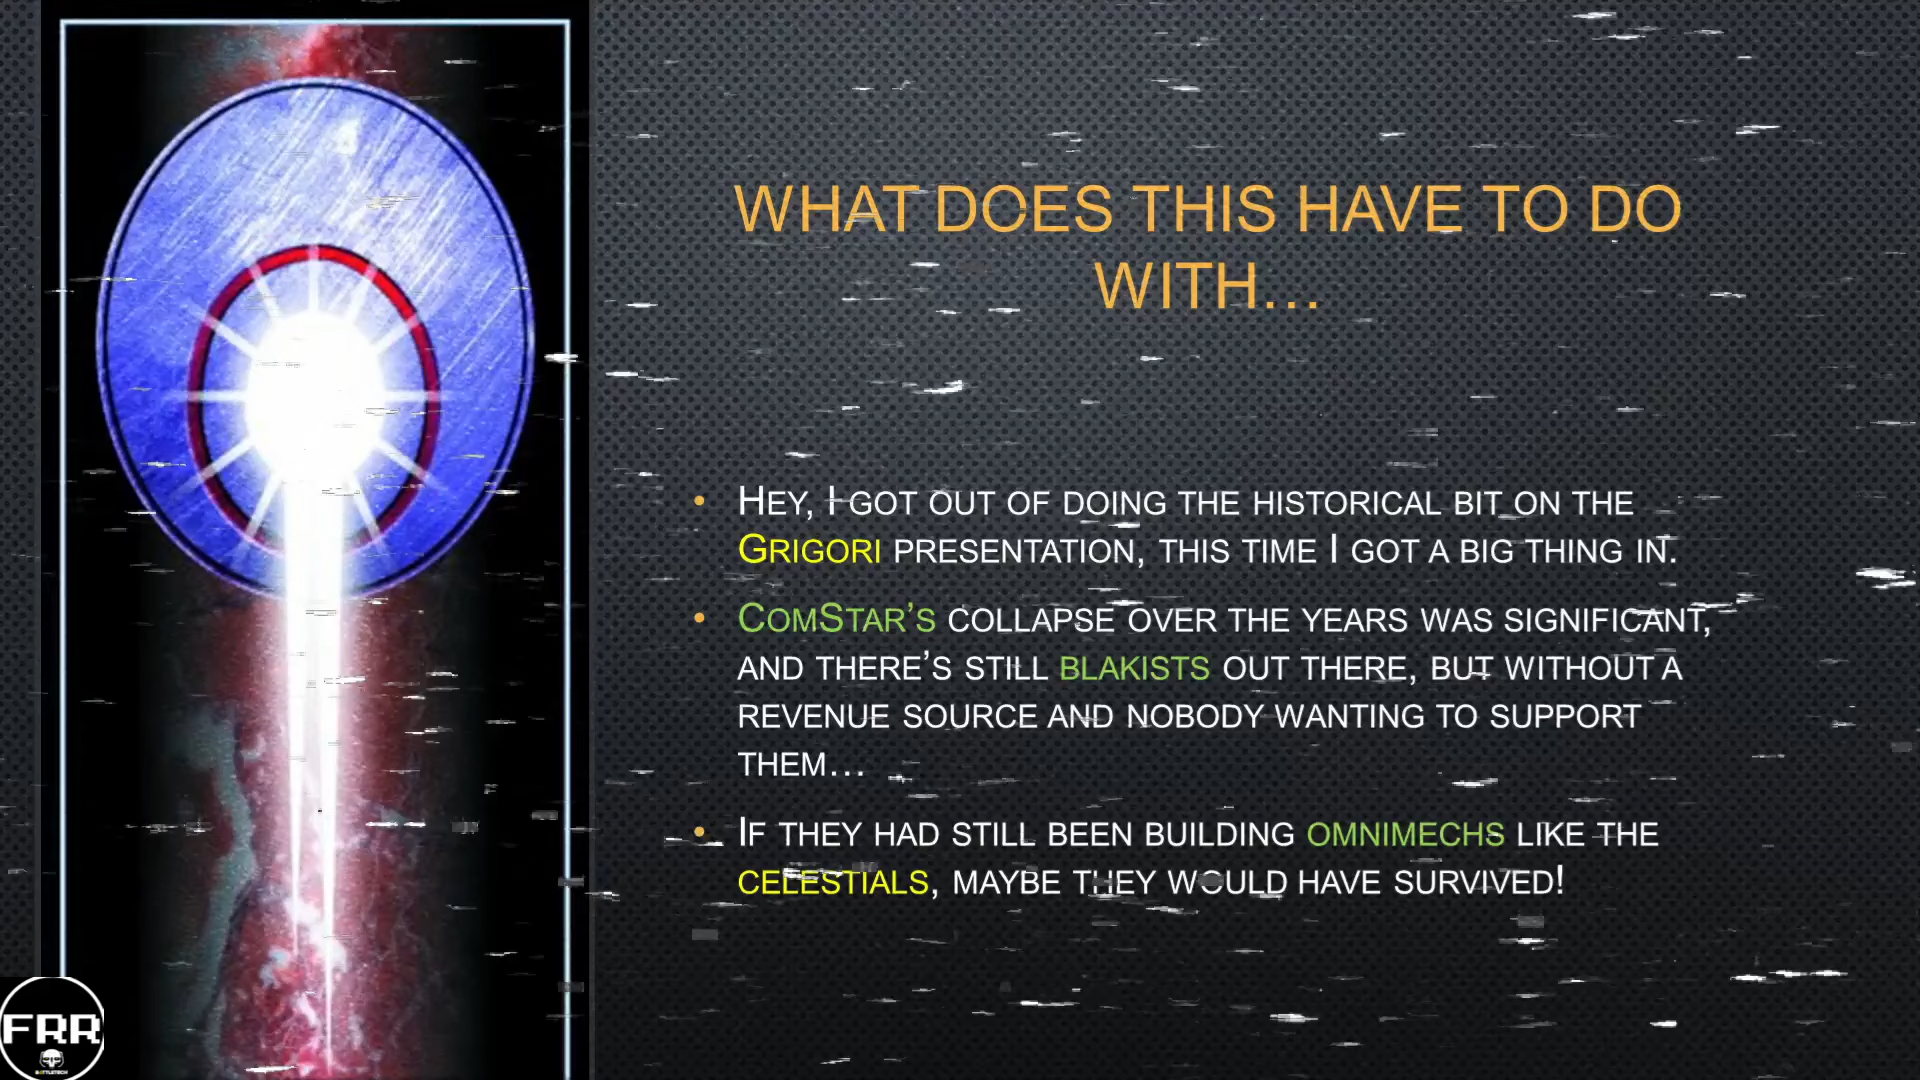 WHAT DOES THIS HAVE TO DO
WITH…
• HEY, I GOT OUT OF DOING THE HISTORICAL BIT ON THE
GRIGORI PRESENTATION, THIS TIME I GOT A BIG THING IN.
• COMSTAR’S COLLAPSE OVER THE YEARS WAS SIGNIFICANT,
AND THERE’S STILL BLAKISTS OUT THERE, BUT WITHOUT A
REVENUE SOURCE AND NOBODY WANTING TO SUPPORT
THEM…
• IF THEY HAD STILL BEEN BUILDING OMNIMECHS LIKE THE
CELESTIALS, MAYBE THEY WOULD HAVE SURVIVED!
FRR
BATTLETECH